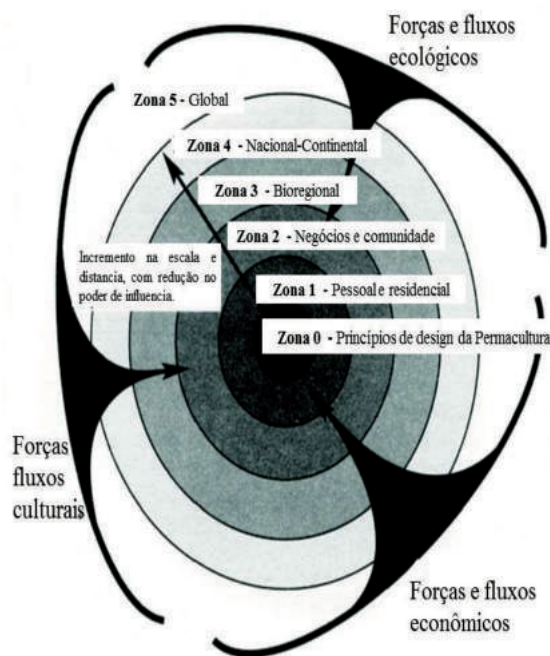 Forças e fluxos
ecológicos
Zona 5 - Global
Zona 4 - Nacional-Continental
Zona 3 - Bioregional
Zona 2 - Negócios e comunidade
Incremento na escala e
distancia, com redução no
poder de influencia.
Zona 1 - Pessoal e residencial
Zona 0 - Princípios de design da Permacultura
Forças
fluxos
culturais
Forças e fluxos
econômicos